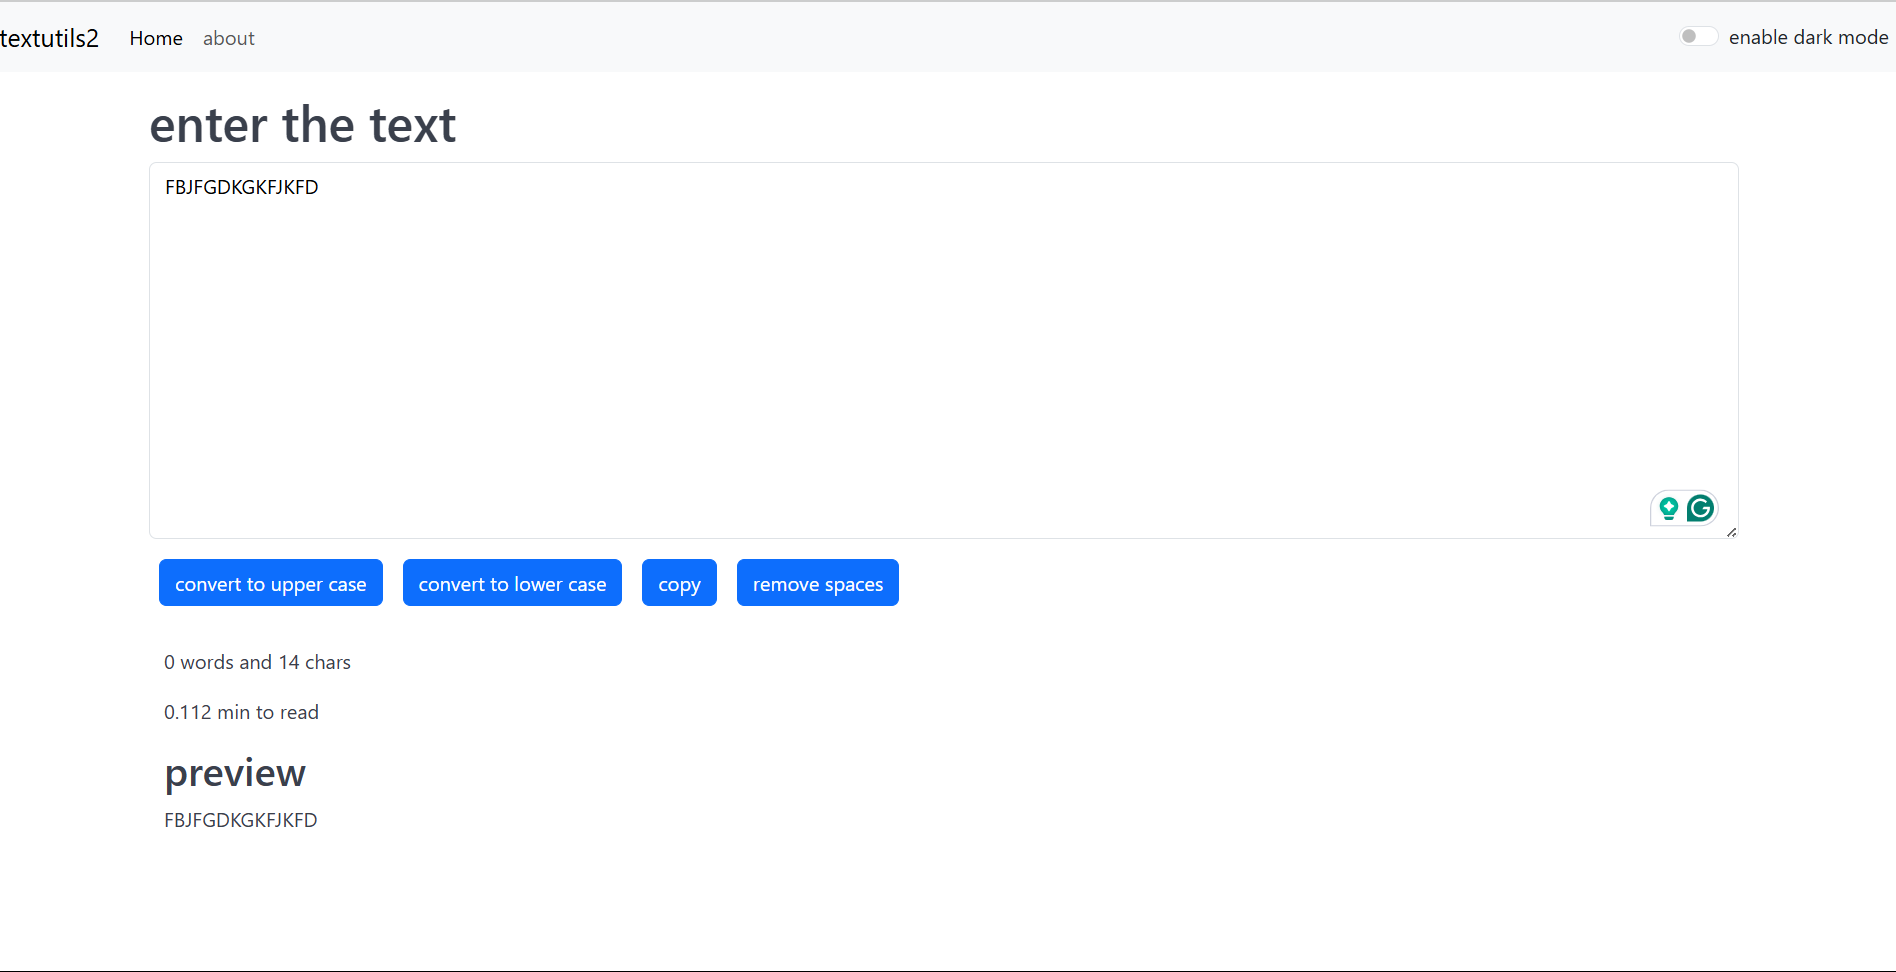 textutils2 Home about enable dark mode
enter the text
FBJFGDKGKFJKFD
convert to upper case convert to lower case copy remove spaces
0 words and 14 chars
0.112 min to read
preview
FBJFGDKGKFJKFD